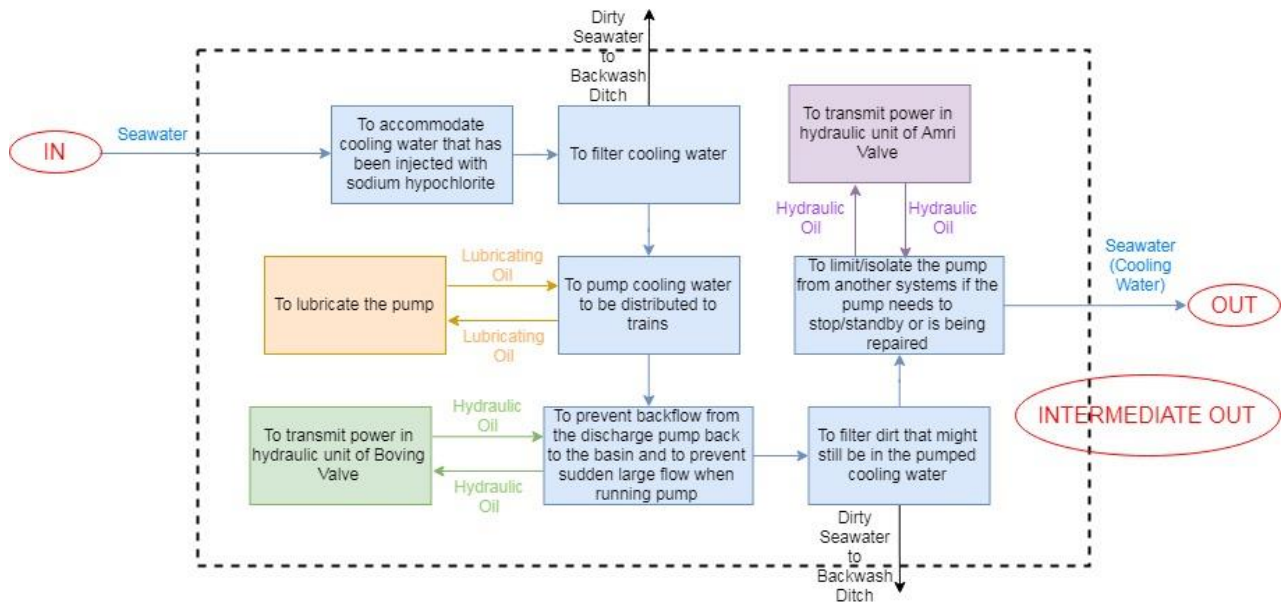 Dirty
Seawater
to
Backwash
Ditch
IN
Seawater
To accommodate
cooling water that has
been injected with
sodium hypochlorite
To filter cooling water
To transmit power in
hydraulic unit of Amri
Valve
Hydraulic
Oil
Hydraulic
Oil
To lubricate the pump
Lubricating
Oil
Lubricating
Oil
To pump cooling water
to be distributed to
trains
To limit/isolate the pump
from another systems if the
pump needs to
stop/standby or is being
repaired
Seawater
(Cooling
Water)
OUT
INTERMEDIATE OUT
To transmit power in
hydraulic unit of Boving
Valve
Hydraulic
Oil
Hydraulic
Oil
To prevent backflow from
the discharge pump back
to the basin and to prevent
sudden large flow when
running pump
To filter dirt that might
still be in the pumped
cooling water
Dirty
Seawater
to
Backwash
Ditch